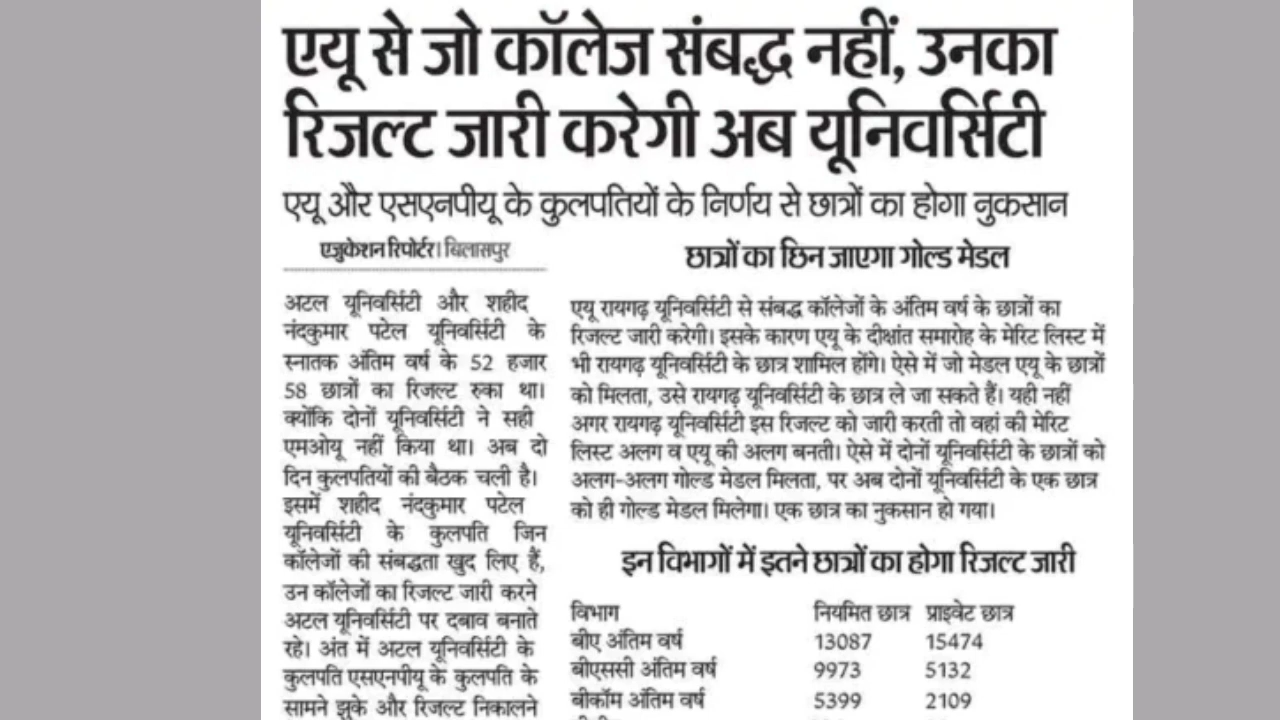 एयू से जो कॉलेज संबद्ध नहीं, उनका
रिजल्ट जारी करेगी अब यूनिवर्सिटी
एयू और एसएनपीयू के कुलपतियों के निर्णय से छात्रों का होगा नुकसान
एजुकेशन रिपोर्टर। बिलासपुर
अटल यूनिवर्सिटी और शहीद
नंदकुमार पटेल यूनिवर्सिटी के
स्नातक अंतिम वर्ष के 52 हजार
58 छात्रों का रिजल्ट रुका था।
क्योंकि दोनों यूनिवर्सिटी ने सही
एमओयू नहीं किया था। अब दो
दिन कुलपतियों की बैठक चली है।
इसमें शहीद नंदकुमार पटेल
यूनिवर्सिटी के कुलपति जिन
कॉलेजों की संबद्धता खुद लिए हैं,
उन कॉलेजों का रिजल्ट जारी करने
अटल यूनिवर्सिटी पर दबाव बनाते
रहे। अंत में अटल यूनिवर्सिटी के
कुलपति एसएनपीयू के कुलपति के
सामने झुके और रिजल्ट निकालने
छात्रों का छिन जाएगा गोल्ड मेडल
एयू रायगढ़ यूनिवर्सिटी से संबद्ध कॉलेजों के अंतिम वर्ष के छात्रों का
रिजल्ट जारी करेगी। इसके कारण एयू के दीक्षांत समारोह के मेरिट लिस्ट में
भी रायगढ़ यूनिवर्सिटी के छात्र शामिल होंगे। ऐसे में जो मेडल एयू के छात्रों
को मिलता, उसे रायगढ़ यूनिवर्सिटी के छात्र ले जा सकते हैं। यही नहीं
अगर रायगढ़ यूनिवर्सिटी इस रिजल्ट को जारी करती तो वहां की मेरिट
लिस्ट अलग व एयू की अलग बनती। ऐसे में दोनों यूनिवर्सिटी के छात्रों को
अलग-अलग गोल्ड मेडल मिलता, पर अब दोनों यूनिवर्सिटी के एक छात्र
को ही गोल्ड मेडल मिलेगा। एक छात्र का नुकसान हो गया।
इन विभागों में इतने छात्रों का होगा रिजल्ट जारी
विभाग नियमित छात्र प्राइवेट छात्र
बीए अंतिम वर्ष 13087 15474
बीएससी अंतिम वर्ष 9973 5132
बीकॉम अंतिम वर्ष 5399 2109